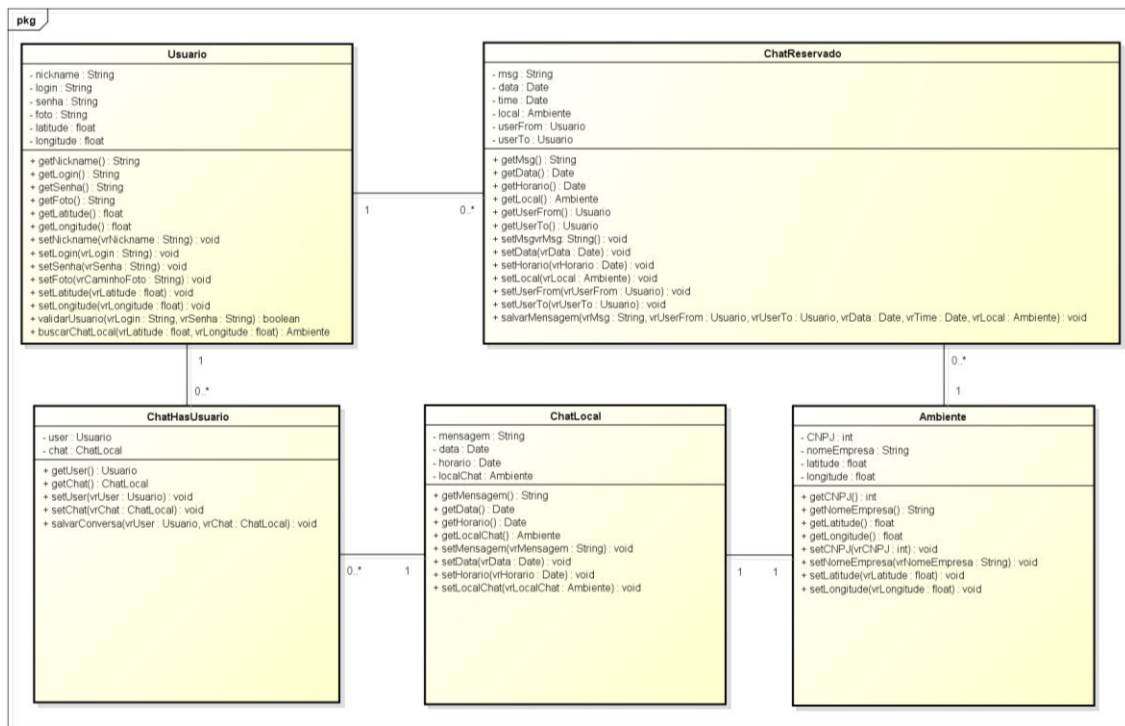 pkg
Usuario
- nickname : String
- login : String
- senha : String
- foto : String
- latitude : float
- longitude : float
+ getNickname() : String
+ getLogin() : String
+ getSenha() : String
+ getFoto() : String
+ getLatitude() : float
+ getLongitude() : float
+ setNickname(vrNickname : String) : void
+ setLogin(vrLogin : String) : void
+ setSenha(vrSenha : String) : void
+ setFoto(vrCaminhoFoto : String) : void
+ setLatitude(vrLatitude : float) : void
+ setLongitude(vrLongitude : float) : void
+ validarUsuario(vrLogin : String, vrSenha : String) : boolean
+ buscarChatLocal(vrLatitude : float, vrLongitude : float) : Ambiente
1
0..*
ChatReservado
- msg : String
- data : Date
- time : Date
- local : Ambiente
- userFrom : Usuario
- userTo : Usuario
+ getMsg() : String
+ getData() : Date
+ getHorario() : Date
+ getLocal() : Ambiente
+ getUserFrom() : Usuario
+ getUserTo() : Usuario
+ setMsgvrMsg: String() : void
+ setData(vrData : Date) : void
+ setHorario(vrHorario : Date) : void
+ setLocal(vrLocal : Ambiente) : void
+ setUserFrom(vrUserFrom : Usuario) : void
+ setUserTo(vrUserTo : Usuario) : void
+ salvarMensagem(vrMsg : String, vrUserFrom : Usuario, vrUserTo : Usuario, vrData : Date, vrTime : Date, vrLocal : Ambiente) : void
1
0..*
0..*
1
ChatHasUsuario
- user : Usuario
- chat : ChatLocal
+ getUser() : Usuario
+ getChat() : ChatLocal
+ setUser(vrUser : Usuario) : void
+ setChat(vrChat : ChatLocal) : void
+ salvarConversa(vrUser : Usuario, vrChat : ChatLocal) : void
0..*
1
ChatLocal
- mensagem : String
- data : Date
- horario : Date
- localChat : Ambiente
+ getMensagem() : String
+ getData() : Date
+ getHorario() : Date
+ getLocalChat() : Ambiente
+ setMensagem(vrMensagem : String) : void
+ setData(vrData : Date) : void
+ setHorario(vrHorario : Date) : void
+ setLocalChat(vrLocalChat : Ambiente) : void
1
1
Ambiente
- CNPJ : int
- nomeEmpresa : String
- latitude : float
- longitude : float
+ getCNPJ() : int
+ getNomeEmpresa() : String
+ getLatitude() : float
+ getLongitude() : float
+ setCNPJ(vrCNPJ : int) : void
+ setNomeEmpresa(vrNomeEmpresa : String) : void
+ setLatitude(vrLatitude : float) : void
+ setLongitude(vrLongitude : float) : void